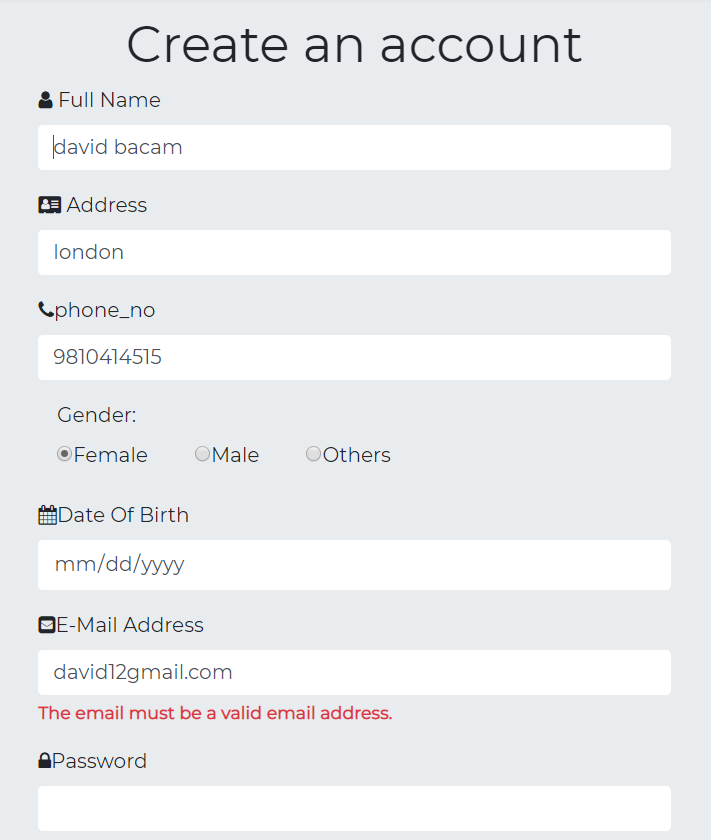 Create an account
Full Name
david bacam
Address
london
phone_no
9810414515
Gender:
Female Male Others
Date Of Birth
mm/dd/yyyy
E-Mail Address
david12gmail.com
The email must be a valid email address.
Password